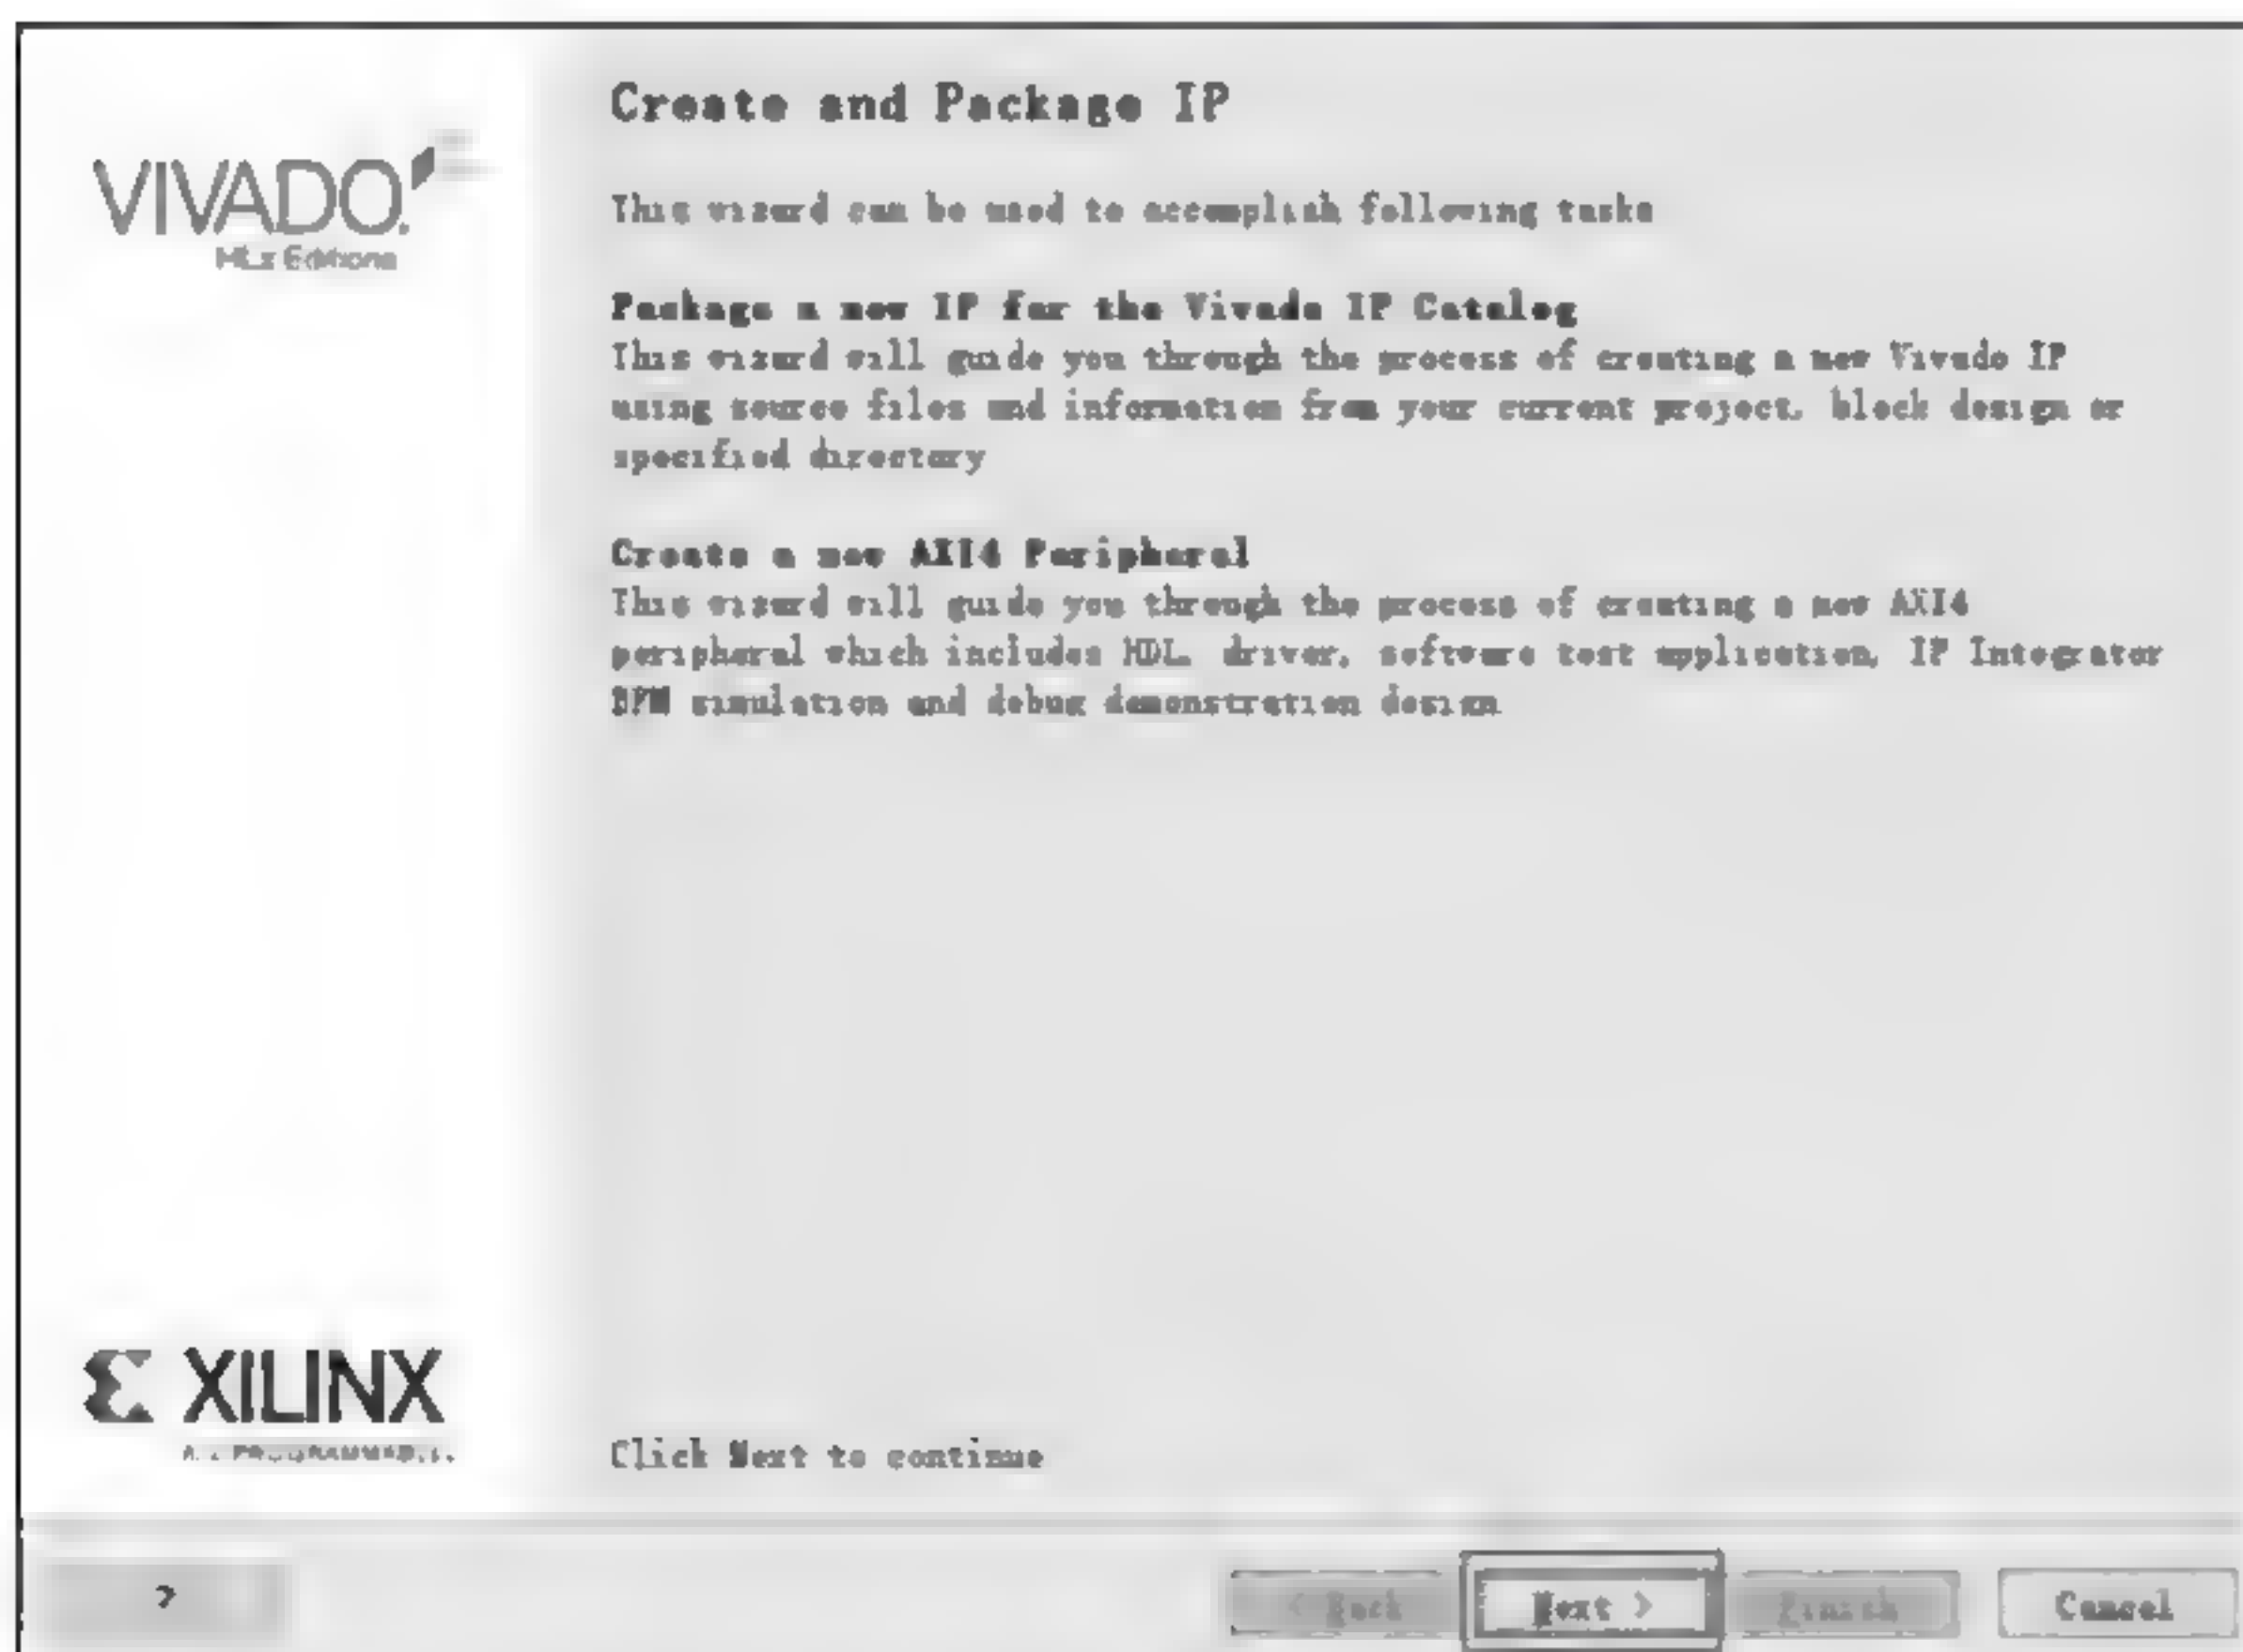 Create and Package IP
VIVADO.
MLx Editions
This wizard can be used to accomplish following tasks
Package a new IP for the Vivado IP Catalog
This wizard will guide you through the process of creating a new Vivado IP
using source files and information from your current project, block design or
specified directory
Create a new AXI4 Peripheral
This wizard will guide you through the process of creating a new AXI4
peripheral which includes HDL, driver, software test application, IP Integrator
simulation and debug demonstration design
XILINX
Click Next to continue
?
< Back
Next >
Finish
Cancel